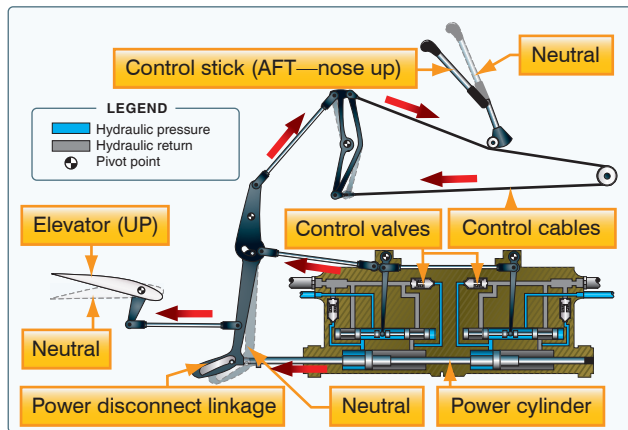 Control stick (AFT—nose up)
Neutral
LEGEND
Hydraulic pressure
Hydraulic return
Pivot point
Elevator (UP)
Control valves
Control cables
Neutral
Power disconnect linkage
Neutral
Power cylinder